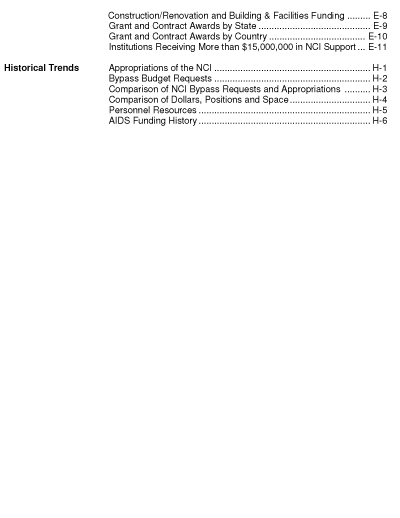 Construction/Renovation and Building & Facilities Funding ......... E-8
Grant and Contract Awards by State ........................................... E-9
Grant and Contract Awards by Country ..................................... E-10
Institutions Receiving More than $15,000,000 in NCI Support ... E-11
Historical Trends Appropriations of the NCI ............................................................ H-1
Bypass Budget Requests ............................................................ H-2
Comparison of NCI Bypass Requests and Appropriations .......... H-3
Comparison of Dollars, Positions and Space............................... H-4
Personnel Resources .................................................................. H-5
AIDS Funding History.................................................................. H-6